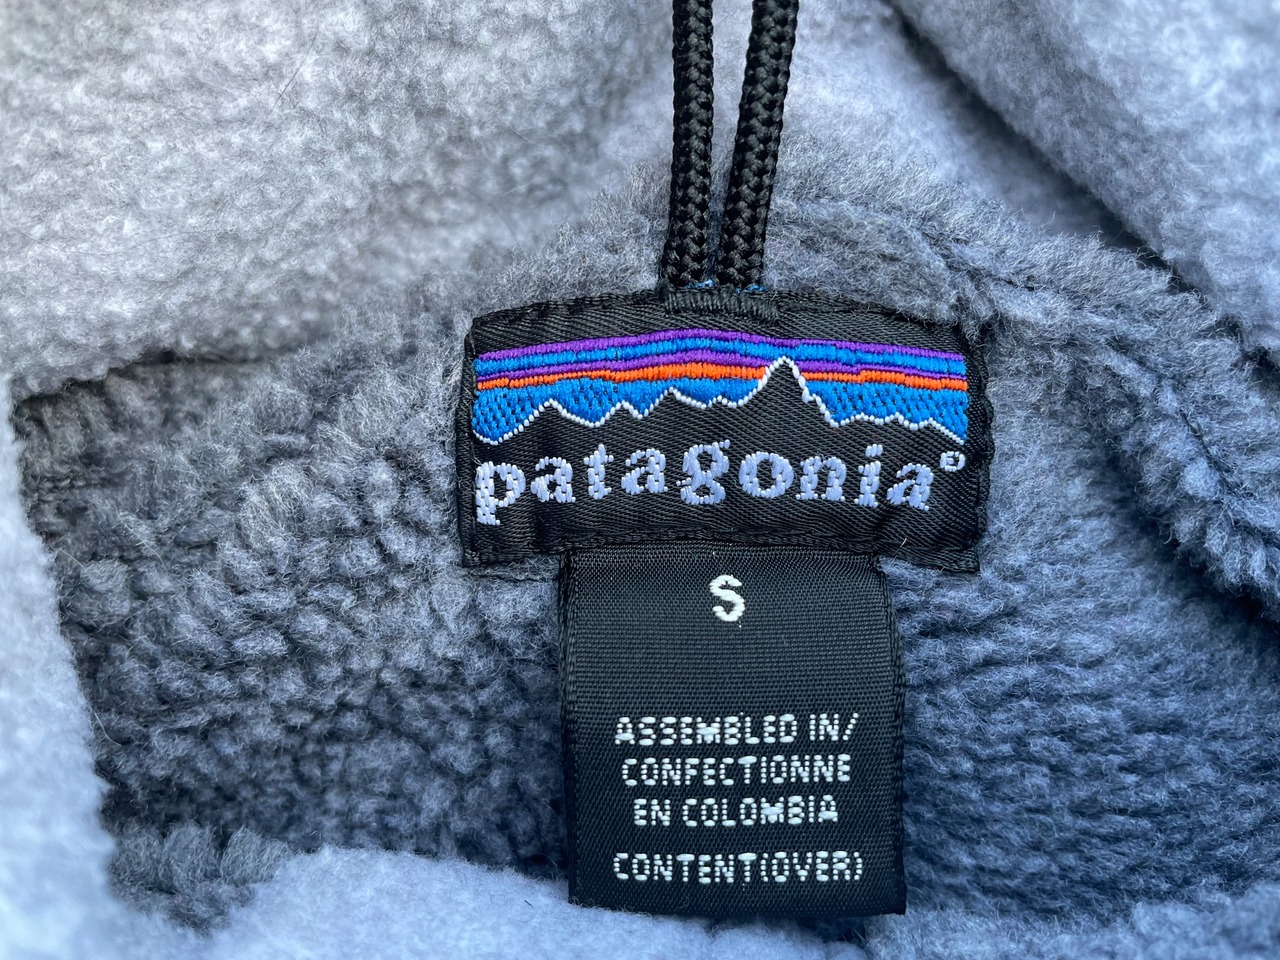 patagonia®
S
ASSEMBLED IN/
CONFECTIONNE
EN COLOMBIA
CONTENT(OVER)